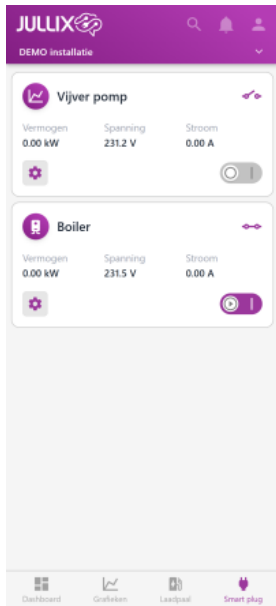 JULLIX
DEMO installatie
Vijver pomp
Vermogen Spanning Stroom
0.00 kW 231.2 V 0.00 A
Boiler
Vermogen Spanning Stroom
0.00 kW 231.5 V 0.00 A
Dashboard Grafieken Laadpaal Smart plug